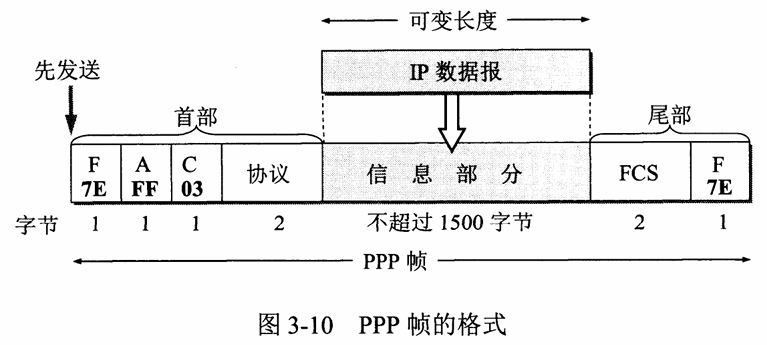 可变长度
先发送
IP 数据报
首部
尾部
F A C 协议 信息部分 FCS F
7E FF 03 7E
字节 1 1 1 2 不超过 1500 字节 2 1
PPP 帧
图 3-10 PPP 帧的格式